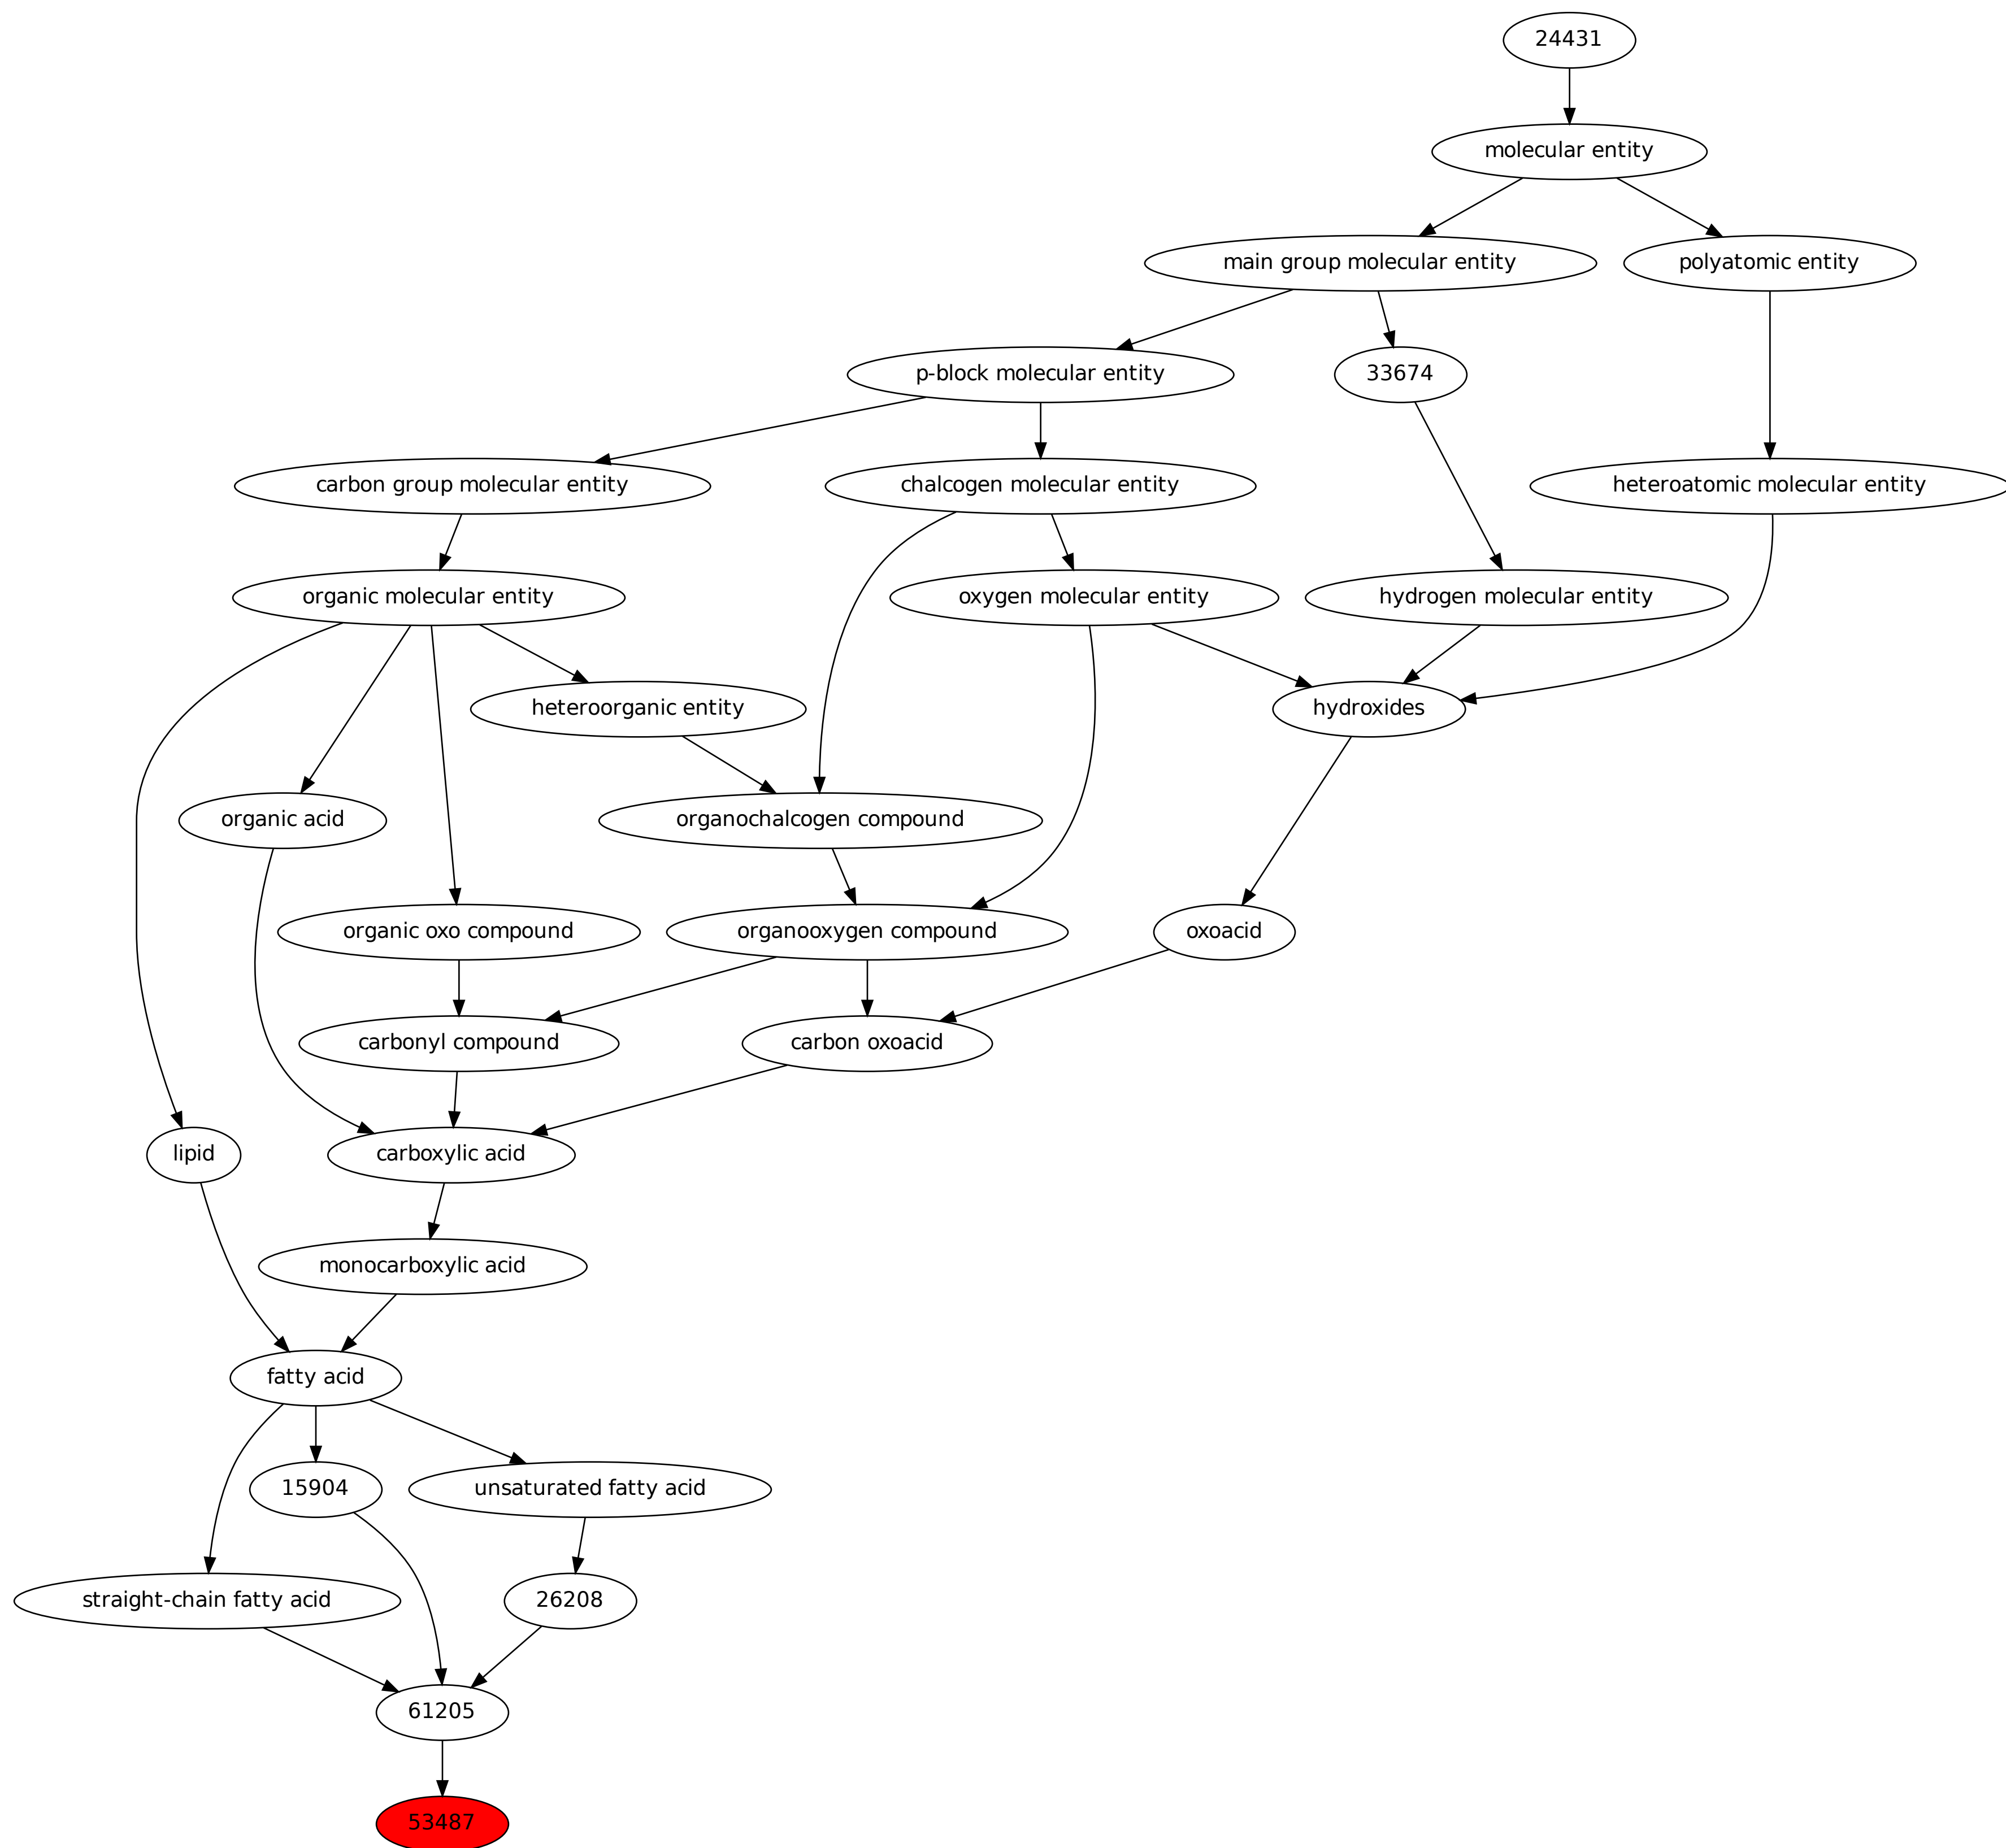 24431
molecular entity
main group molecular entity
polyatomic entity
p-block molecular entity
33674
carbon group molecular entity
chalcogen molecular entity
heteroatomic molecular entity
organic molecular entity
oxygen molecular entity
hydrogen molecular entity
heteroorganic entity
hydroxides
organic acid
organochalcogen compound
organic oxo compound
organooxygen compound
oxoacid
carbonyl compound
carbon oxoacid
lipid
carboxylic acid
monocarboxylic acid
fatty acid
15904
unsaturated fatty acid
straight-chain fatty acid
26208
61205
53487